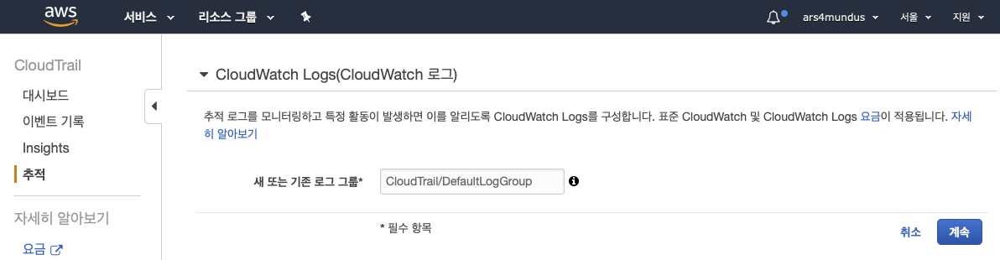 aws 서비스 리소스 그룹 ars4mundus 서울 지원
CloudTrail
대시보드
이벤트 기록
Insights
추적
자세히 알아보기
요금
CloudWatch Logs(CloudWatch 로그)
추적 로그를 모니터링하고 특정 활동이 발생하면 이를 알리도록 CloudWatch Logs를 구성합니다. 표준 CloudWatch 및 CloudWatch Logs 요금이 적용됩니다. 자세
히 알아보기
새 또는 기존 로그 그룹* CloudTrail/DefaultLogGroup
* 필수 항목
취소 계속